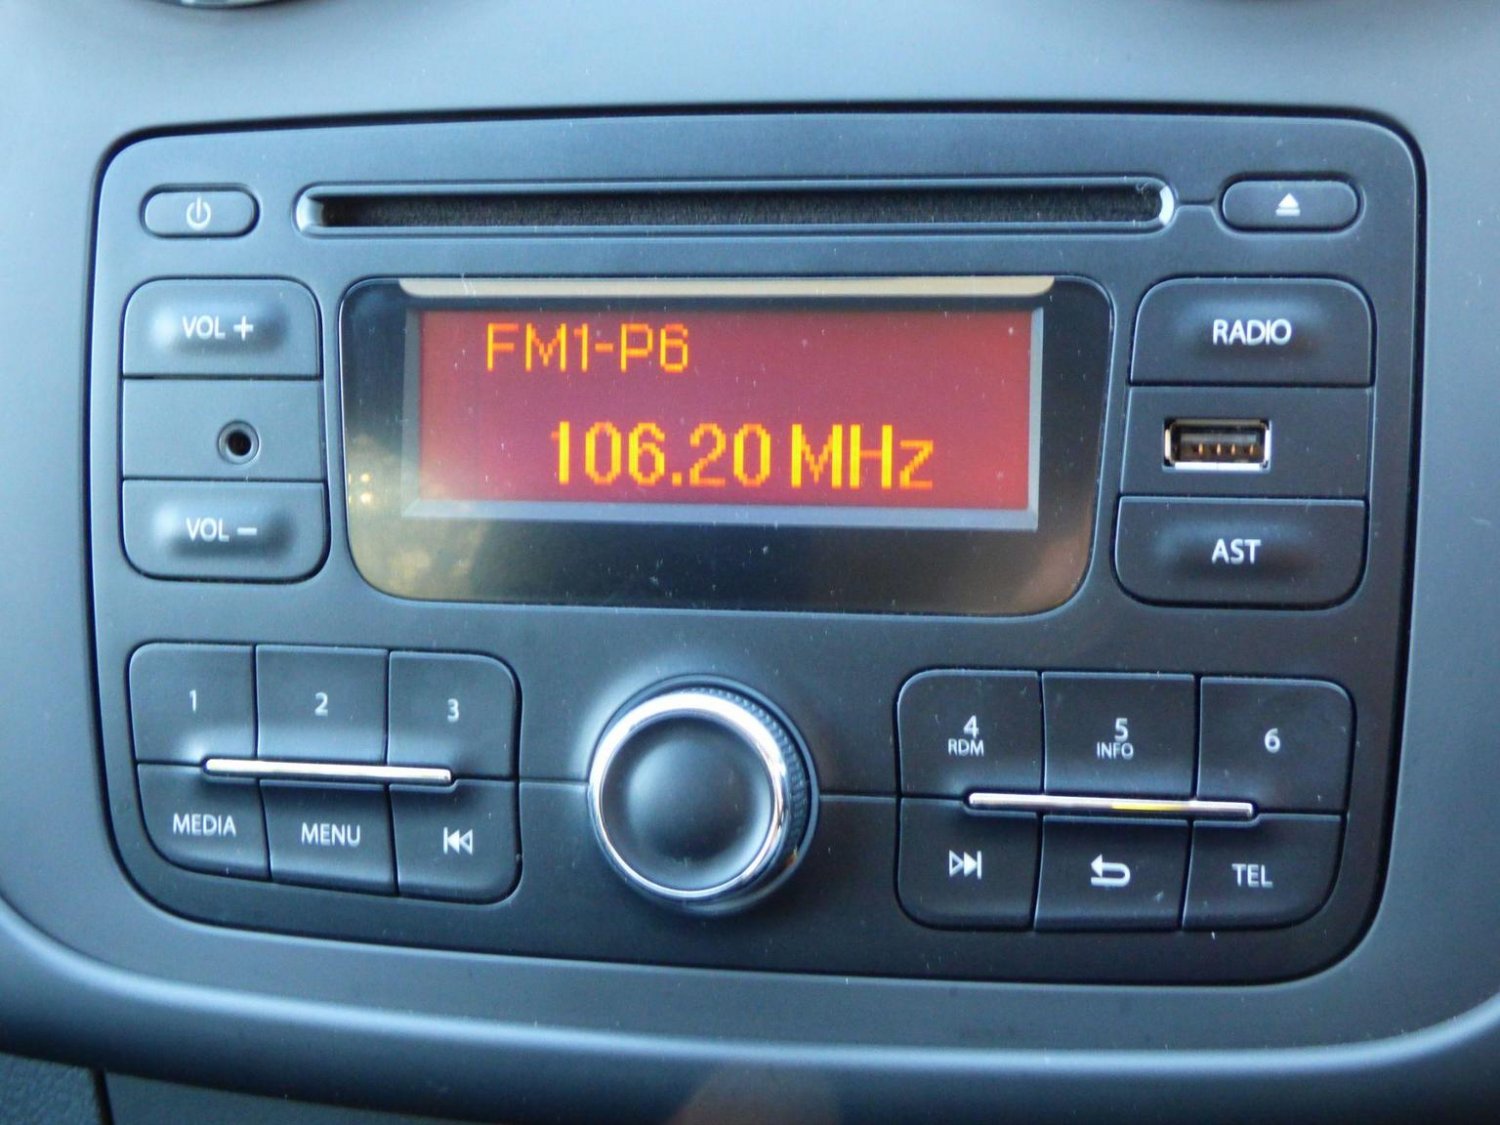 VOL +
FM1-P6
RADIO
106.20 MHz
VOL –
AST
1
2
3
4
RDM
5
INFO
6
MEDIA
MENU
TEL